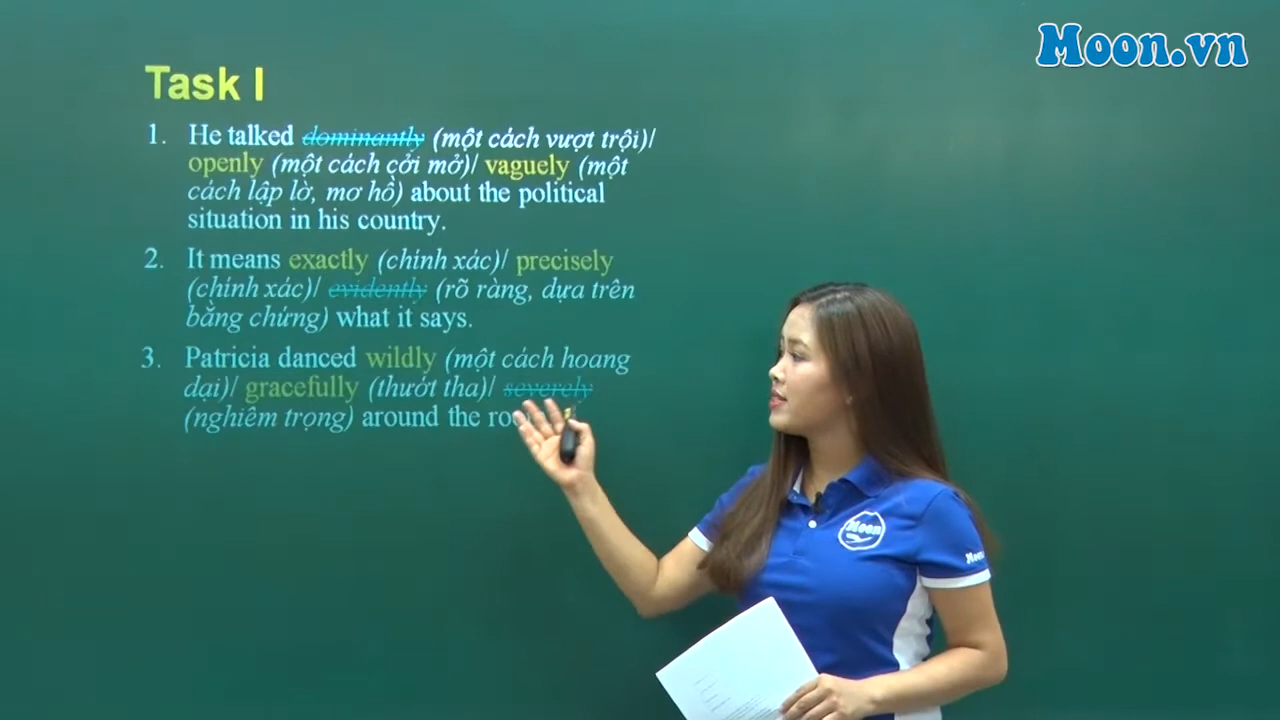 Moon.vn
Task I
1. He talked dominantly (một cách vượt trội)/
openly (một cách cởi mở)/ vaguely (một
cách lập lờ, mơ hồ) about the political
situation in his country.
2. It means exactly (chính xác)/ precisely
(chính xác)/ evidently (rõ ràng, dựa trên
bằng chứng) what it says.
3. Patricia danced wildly (một cách hoang
dại)/ gracefully (thướt tha)/ severely
(nghiêm trọng) around the
Moon
Moon